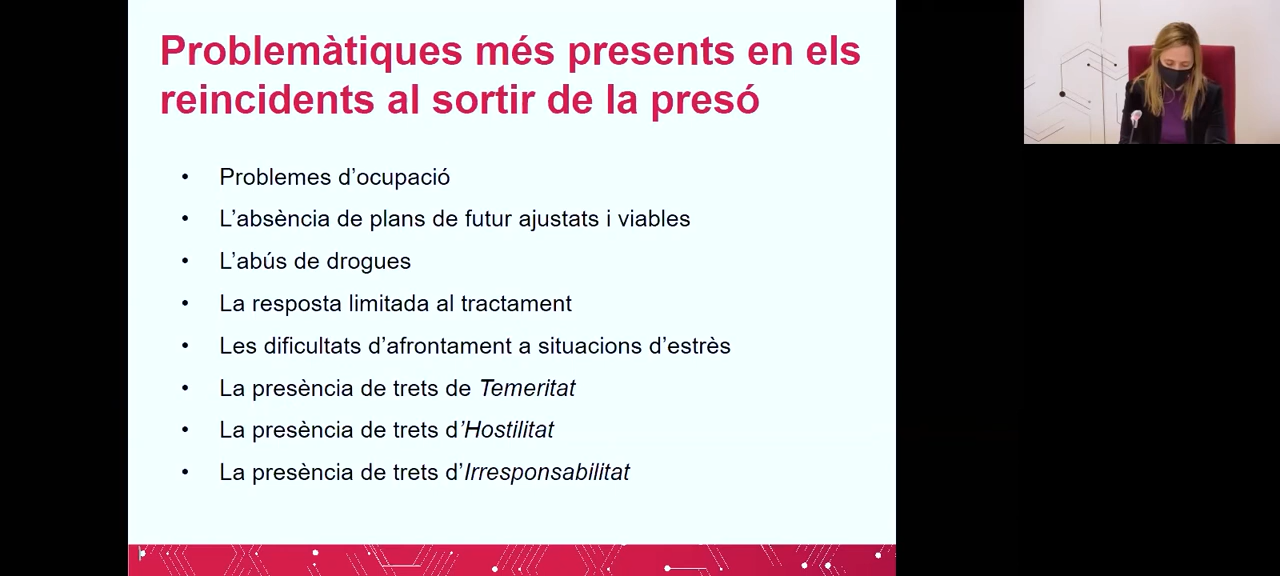 Problemàtiques més presents en els
reincidents al sortir de la presó
• Problemes d’ocupació
• L’absència de plans de futur ajustats i viables
• L’abús de drogues
• La resposta limitada al tractament
• Les dificultats d’afrontament a situacions d’estrès
• La presència de trets de Temeritat
• La presència de trets d’Hostilitat
• La presència de trets d’Irresponsabilitat